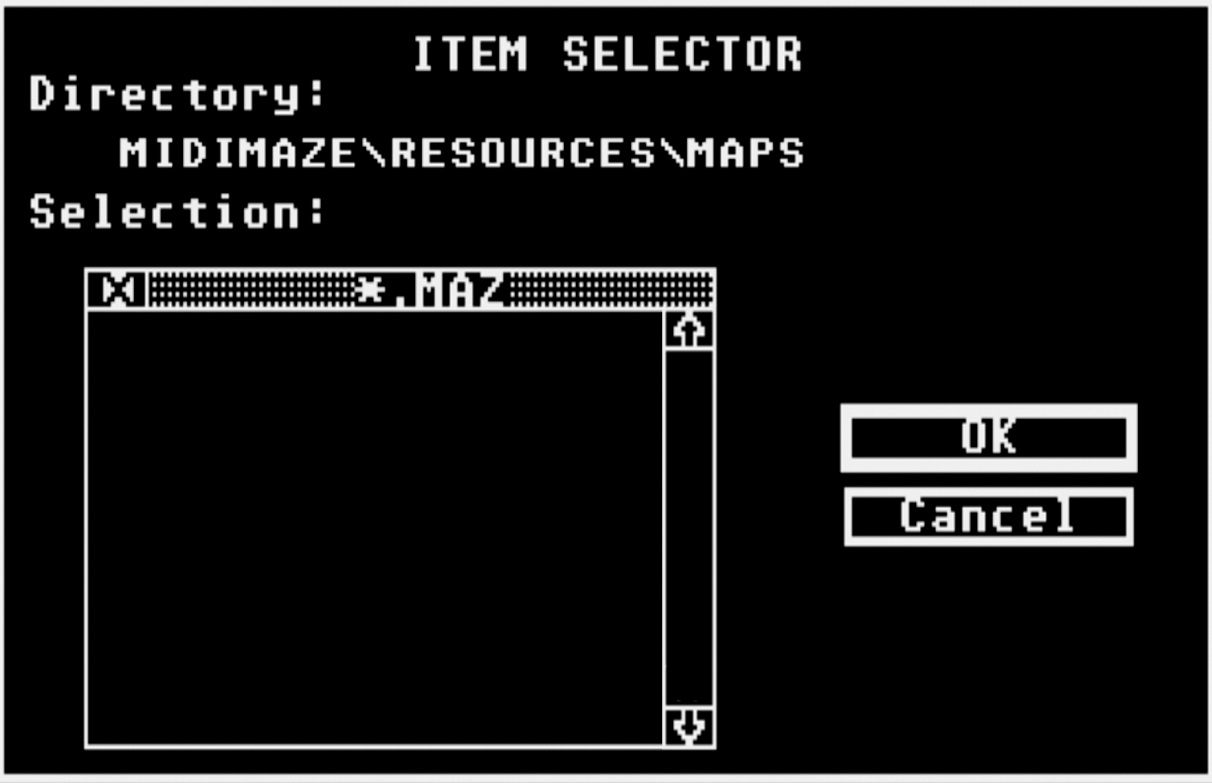 ITEM SELECTOR
Directory:
MIDIMAZE\RESOURCES\MAPS
Selection:
*.MAZ
OK
Cancel